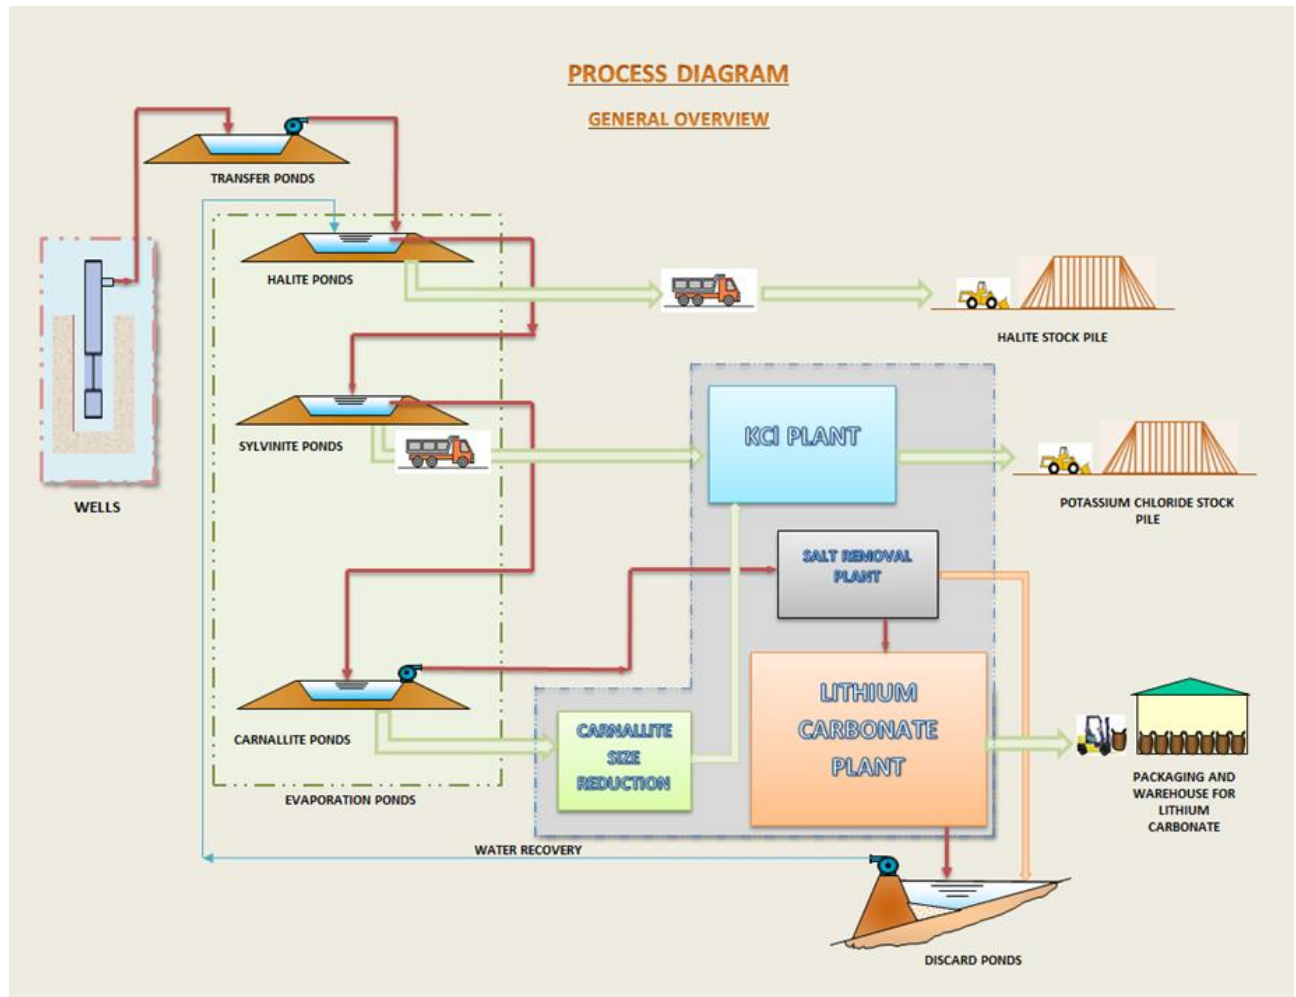 PROCESS DIAGRAM
GENERAL OVERVIEW
TRANSFER PONDS
HALITE PONDS
HALITE STOCK PILE
SYLVINITE PONDS
KCl PLANT
WELLS
POTASSIUM CHLORIDE STOCK
PILE
SALT REMOVAL
PLANT
LITHIUM
CARBONATE
PLANT
CARNALLITE PONDS
CARNALLITE
SIZE
REDUCTION
EVAPORATION PONDS
PACKAGING AND
WAREHOUSE FOR
LITHIUM
CARBONATE
WATER RECOVERY
DISCARD PONDS